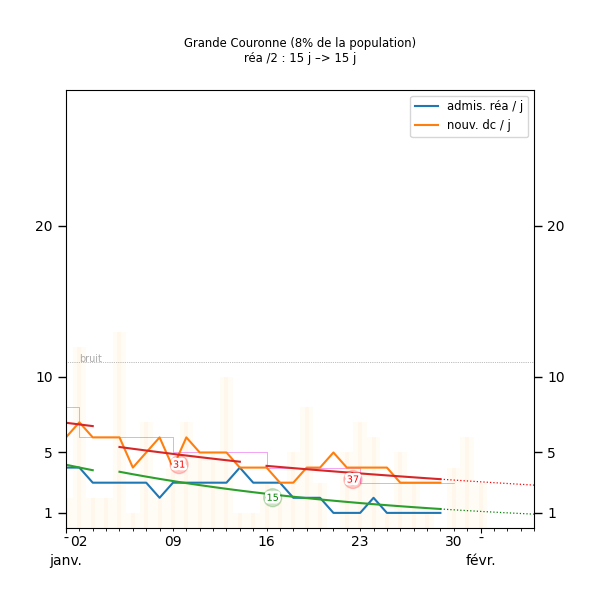 Grande Couronne (8% de la population)
réa /2 : 15 j −> 15 j
admis. réa / j
nouv. dc / j
20 20
bruit
10 10
5 5
31
37
15
1 1
02 09 16 23 30
janv. févr.